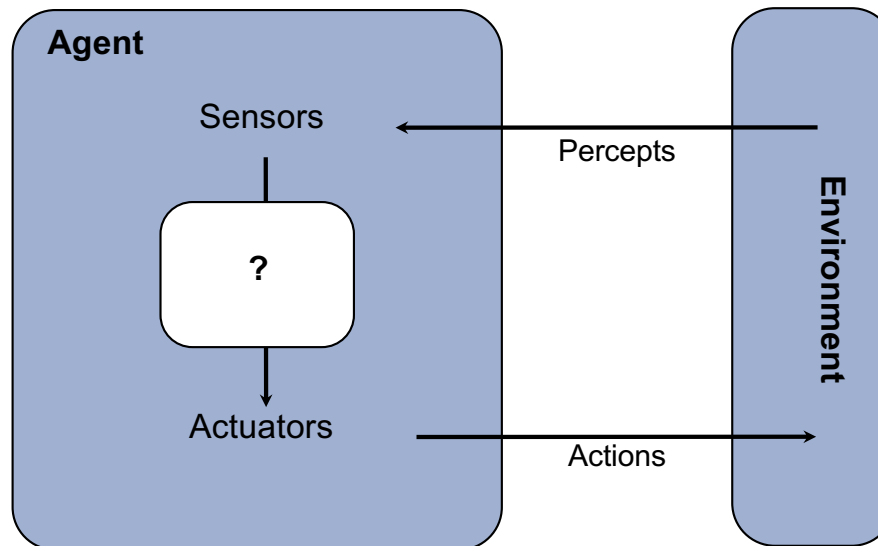 Agent
Sensors
Percepts
?
Environment
Actuators
Actions